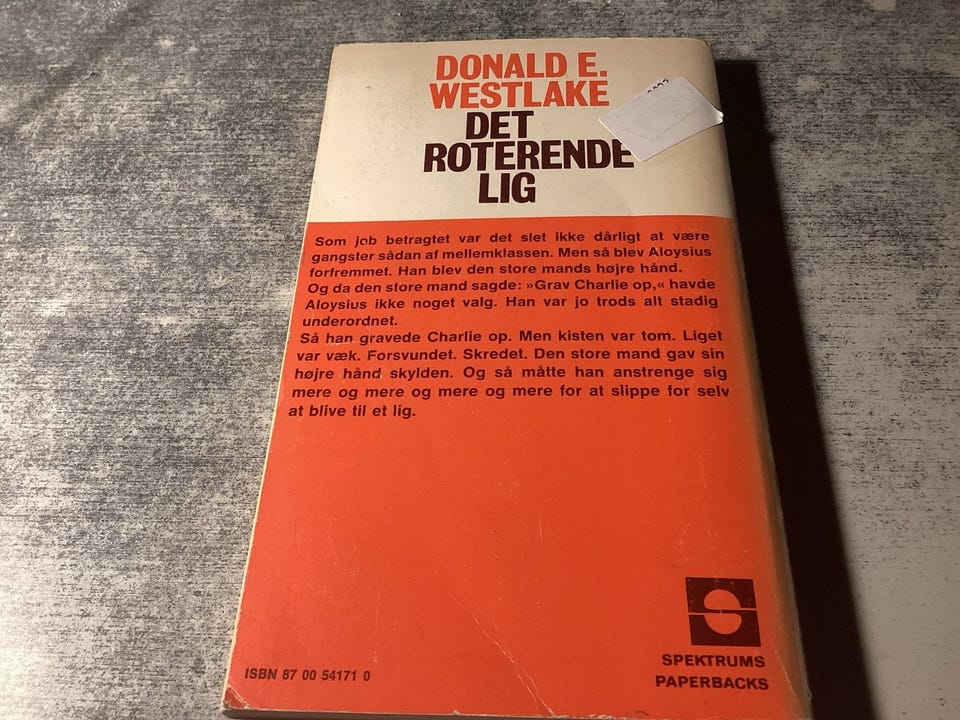 DONALD E.
WESTLAKE
DET
ROTERENDE
LIG
Som job betragtet var det slet ikke dårligt at være
gangster sådan af mellemklassen. Men så blev Aloysius
forfremmet. Han blev den store mands højre hånd.
Og da den store mand sagde: »Grav Charlie op,« havde
Aloysius ikke noget valg. Han var jo trods alt stadig
underordnet.
Så han gravede Charlie op. Men kisten var tom. Liget
var væk. Forsvundet. Skredet. Den store mand gav sin
højre hånd skylden. Og så måtte han anstrenge sig
mere og mere og mere og mere for at slippe for selv
at blive til et lig.
ISBN 87 00 54171 0
SPEKTRUMS
PAPERBACKS